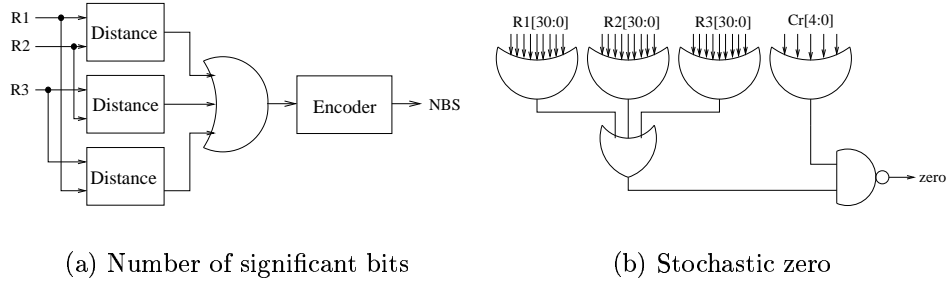 R1
R2
R3
Distance
Distance
Distance
Encoder
NBS
R1[30:0]
R2[30:0]
R3[30:0]
Cr[4:0]
zero
(a) Number of significant bits
(b) Stochastic zero